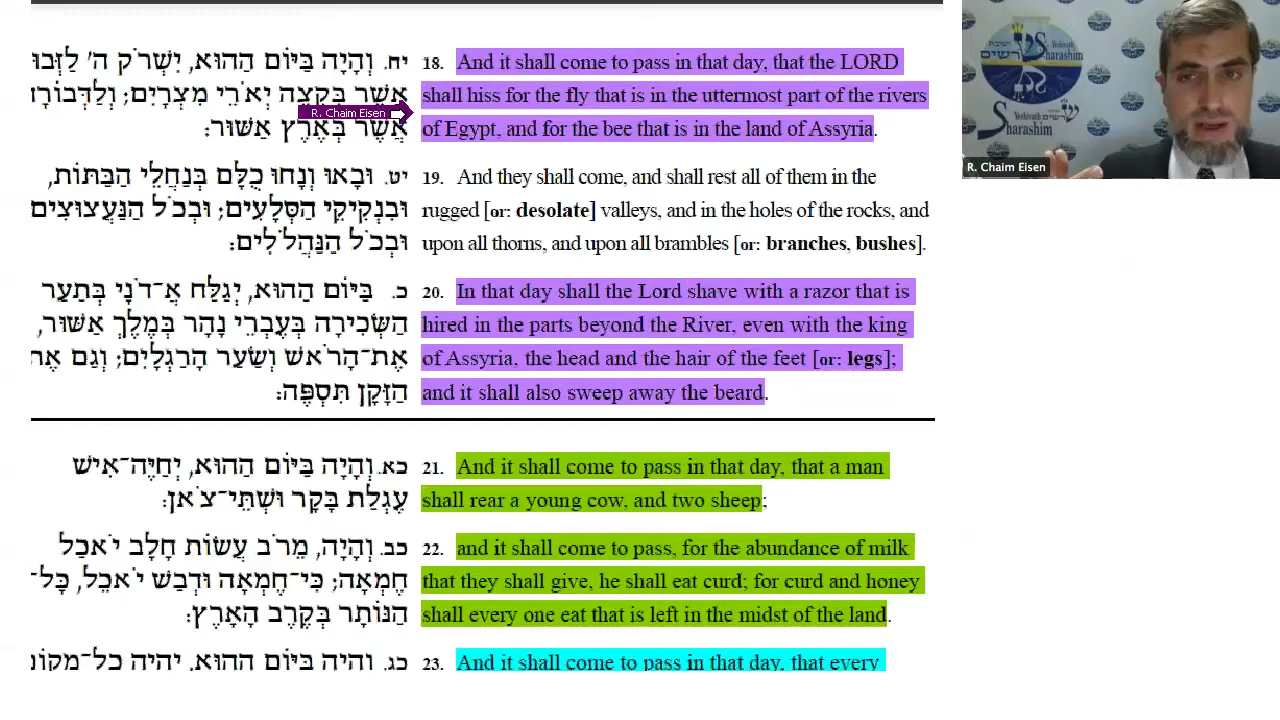 יח. וְהָיָה בַּיּוֹם הַהוּא, יִשְׁרֹק ה' לַזְּבוּ
אֲשֶׁר בִּקְצֵה יְאֹרֵי מִצְרָיִם; וְלַדְּבוֹרָה
אֲשֶׁר בְּאֶרֶץ אַשּׁוּר:
18. And it shall come to pass in that day, that the LORD
shall hiss for the fly that is in the uttermost part of the rivers
of Egypt, and for the bee that is in the land of Assyria.
R. Chaim Eisen
יט. וּבָאוּ וְנָחוּ כֻלָּם בְּנַחֲלֵי הַבַּתּוֹת,
וּבִנְקִיקֵי הַסְּלָעִים; וּבְכֹל הַנַּעֲצוּצִים
וּבְכֹל הַנַּהֲלֹלִים:
19. And they shall come, and shall rest all of them in the
rugged [or: desolate] valleys, and in the holes of the rocks, and
upon all thorns, and upon all brambles [or: branches, bushes].
כ. בַּיּוֹם הַהוּא, יְגַלַּח אֲ־דֹנָי בְּתַעַר
הַשְּׂכִירָה בְּעֶבְרֵי נָהָר בְּמֶלֶךְ אַשּׁוּר,
אֶת־הָרֹאשׁ וְשַׂעַר הָרַגְלָיִם; וְגַם אֶת
הַזָּקָן תִּסְפֶּה:
20. In that day shall the Lord shave with a razor that is
hired in the parts beyond the River, even with the king
of Assyria, the head and the hair of the feet [or: legs];
and it shall also sweep away the beard.
כא. וְהָיָה בַּיּוֹם הַהוּא, יְחַיֶּה־אִישׁ
עֶגְלַת בָּקָר וּשְׁתֵּי־צֹאן:
21. And it shall come to pass in that day, that a man
shall rear a young cow, and two sheep;
כב. וְהָיָה, מֵרֹב עֲשׂוֹת חָלָב יֹאכַל
חֶמְאָה; כִּי־חֶמְאָה וּדְבַשׁ יֹאכֵל, כָּל־
הַנּוֹתָר בְּקֶרֶב הָאָרֶץ:
22. and it shall come to pass, for the abundance of milk
that they shall give, he shall eat curd; for curd and honey
shall every one eat that is left in the midst of the land.
כג. והיה ביום ההוא, יהיה כל־מקום
23. And it shall come to pass in that day, that every
Yeshivath
Sharashim
Yeshivath
Sharashim
R. Chaim Eisen